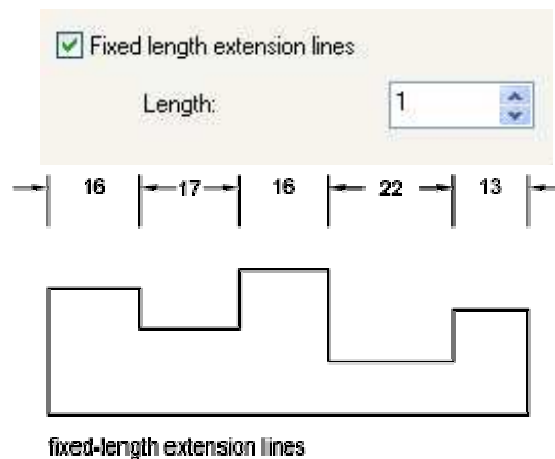 Fixed length extension lines
Length: 1
16 17 16 22 13
fixed-length extension lines